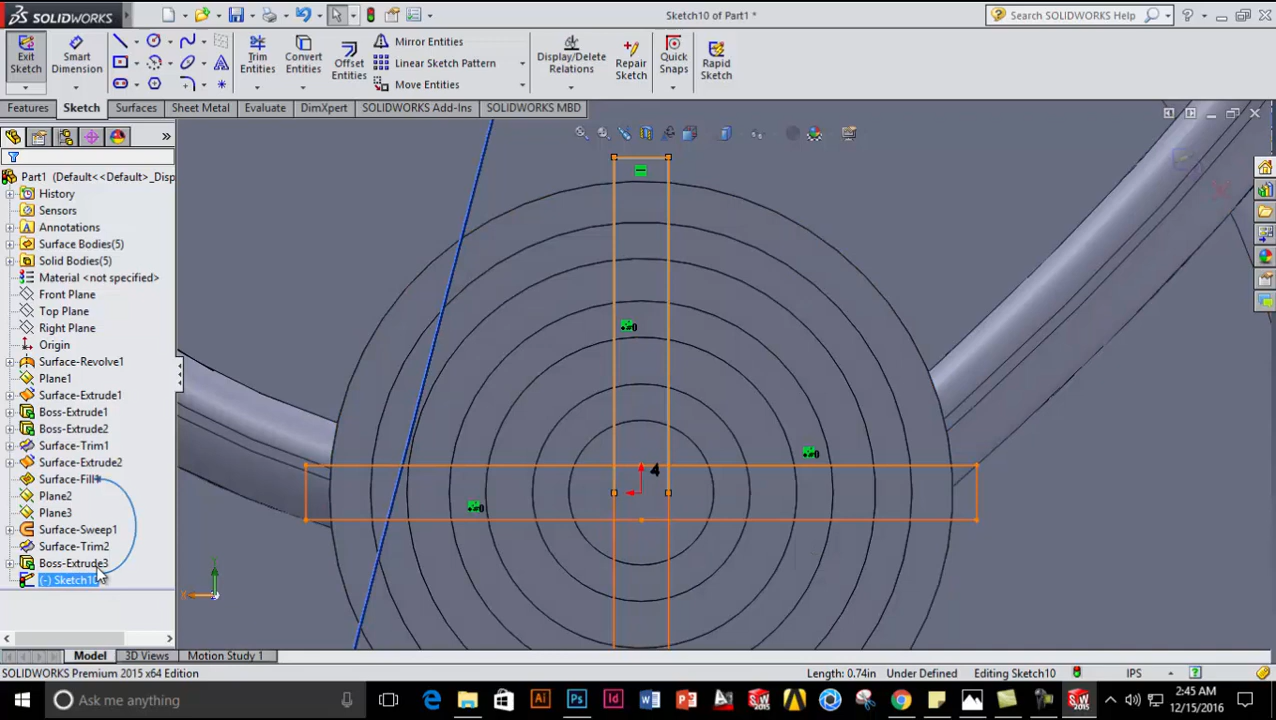 SOLIDWORKS
Sketch10 of Part1 *
Search SOLIDWORKS Help
Exit Sketch
Smart Dimension
Trim Entities
Convert Entities
Offset Entities
Mirror Entities
Linear Sketch Pattern
Move Entities
Display/Delete Relations
Repair Sketch
Quick Snaps
Rapid Sketch
Features
Sketch
Surfaces
Sheet Metal
Evaluate
DimXpert
SOLIDWORKS Add-Ins
SOLIDWORKS MBD
Part1 (Default<<Default>_Disp
History
Sensors
Annotations
Surface Bodies(5)
Solid Bodies(5)
Material <not specified>
Front Plane
Top Plane
Right Plane
Origin
Surface-Revolve1
Plane1
Surface-Extrude1
Boss-Extrude1
Boss-Extrude2
Surface-Trim1
Surface-Extrude2
Surface-Fill
Plane2
Plane3
Surface-Sweep1
Surface-Trim2
Boss-Extrude3
(-) Sketch10
4
Model
3D Views
Motion Study 1
SOLIDWORKS Premium 2015 x64 Edition
Length: 0.74in
Under Defined
Editing Sketch10
IPS
Ask me anything
2:45 AM
12/15/2016